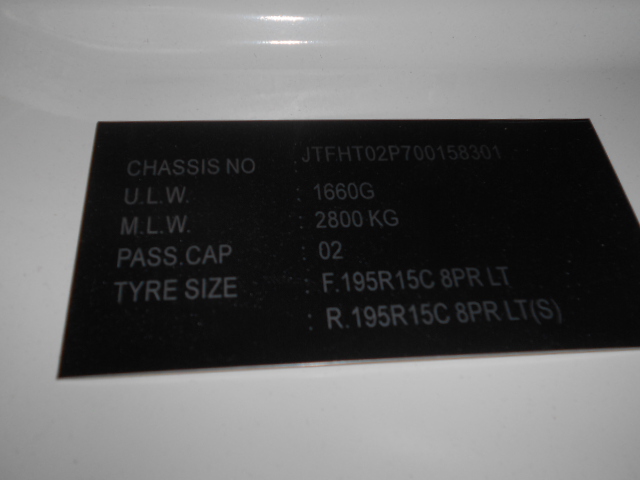 CHASSIS NO : JTFHT02P700158301
U.L.W. : 1660G
M.L.W. : 2800 KG
PASS.CAP : 02
TYRE SIZE : F.195R15C 8PR LT
: R.195R15C 8PR LT(S)